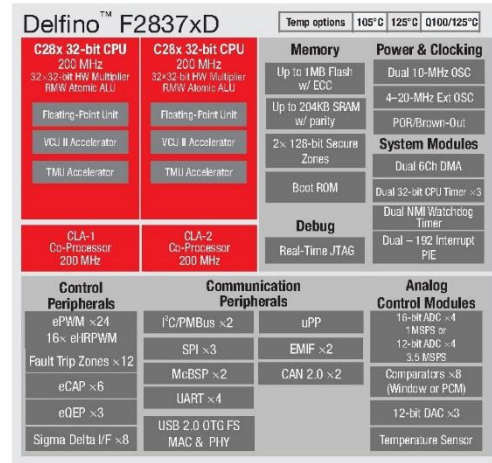 Delfino™ F2837xD
Temp options 105°C 125°C Q100/125°C
C28x 32-bit CPU
200 MHz
32×32-bit HW Multiplier
RMW Atomic ALU
Floating-Point Unit
VCU II Accelerator
TMU Accelerator
C28x 32-bit CPU
200 MHz
32×32-bit HW Multiplier
RMW Atomic ALU
Floating-Point Unit
VCU II Accelerator
TMU Accelerator
CLA-1
Co-Processor
200 MHz
CLA-2
Co-Processor
200 MHz
Memory
Up to 1MB Flash
w/ ECC
Up to 204KB SRAM
w/ parity
2× 128-bit Secure
Zones
Boot ROM
Debug
Real-Time JTAG
Power & Clocking
Dual 10-MHz OSC
4–20-MHz Ext OSC
POR/Brown-Out
System Modules
Dual 6Ch DMA
Dual 32-bit CPU Timer ×3
Dual NMI Watchdog
Timer
Dual – 192 Interrupt
PIE
Control
Peripherals
ePWM ×24
16× eHRPWM
Fault Trip Zones ×12
eCAP ×6
eQEP ×3
Sigma Delta I/F ×8
Communication
Peripherals
I²C/PMBus ×2
SPI ×3
McBSP ×2
UART ×4
USB 2.0 OTG FS
MAC & PHY
uPP
EMIF ×2
CAN 2.0 ×2
Analog
Control Modules
16-bit ADC ×4
1MSPS or
12-bit ADC ×4
3.5 MSPS
Comparators ×8
(Window or PCM)
12-bit DAC ×3
Temperature Sensor